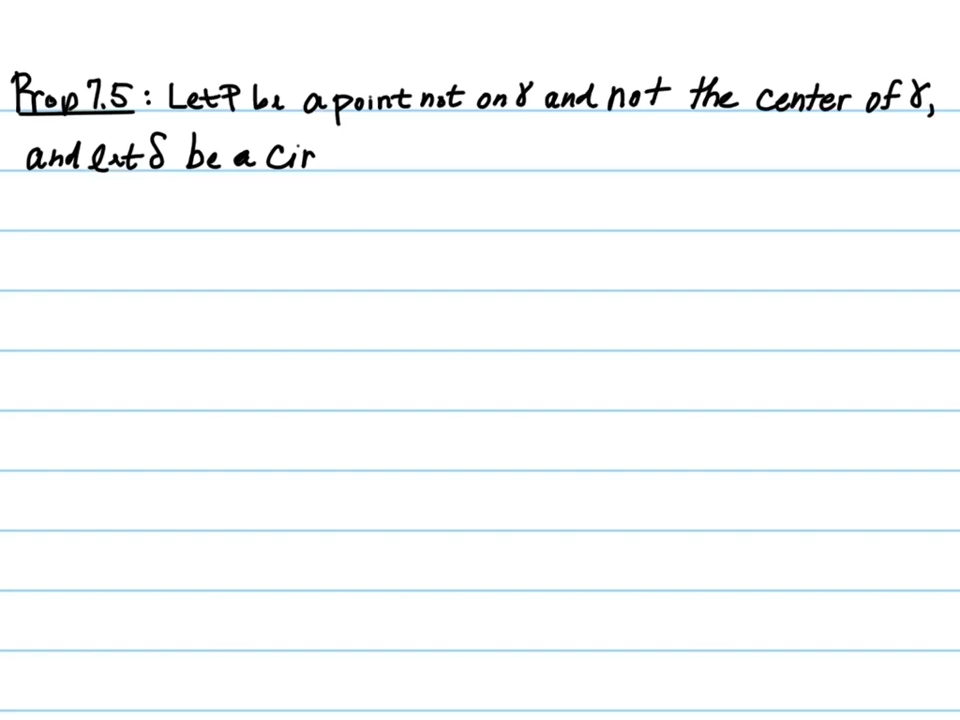 Prop 7.5: Let P be a point not on γ and not the center of γ,
and let δ be a cir